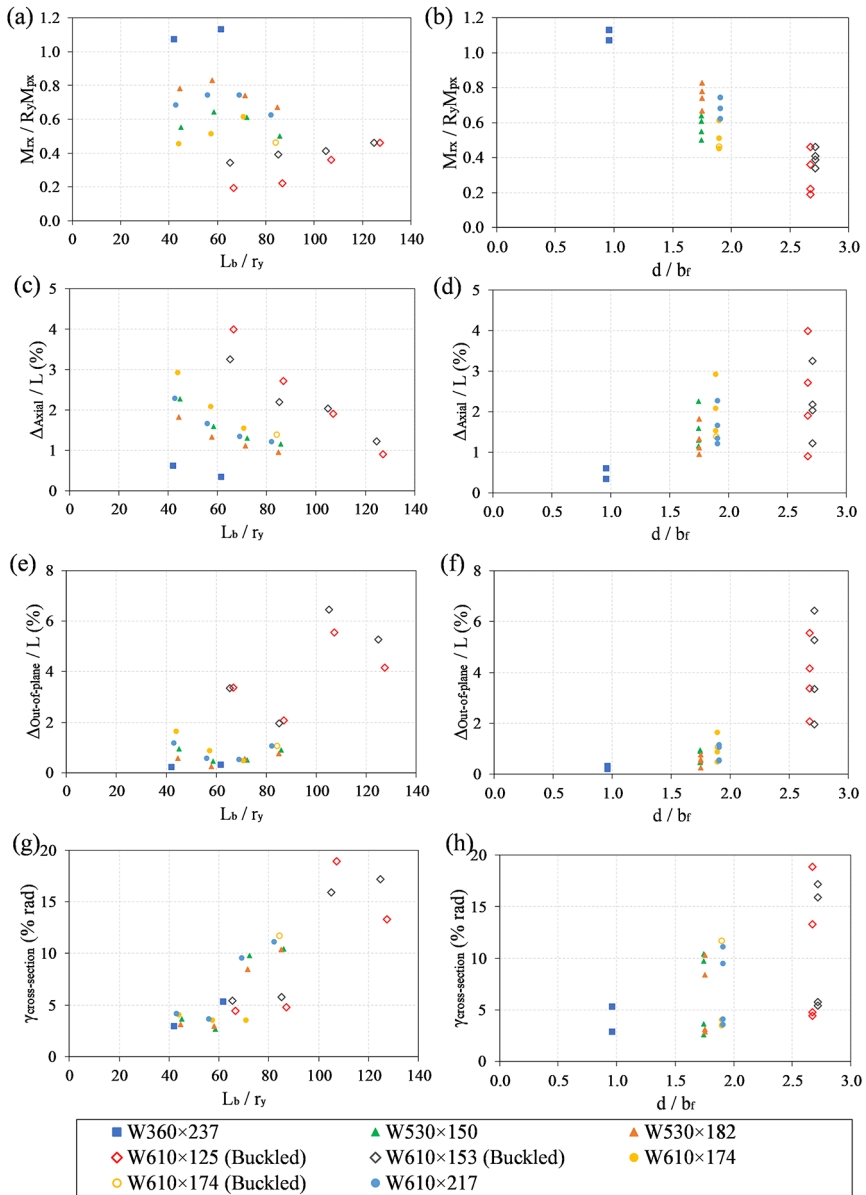 (a)
1.2
1.0
0.8
0.6
0.4
0.2
0.0
Mrx / RyMpx
0 20 40 60 80 100 120 140
Lb / ry
(b)
1.2
1.0
0.8
0.6
0.4
0.2
0.0
Mrx / RyMpx
0.0 0.5 1.0 1.5 2.0 2.5 3.0
d / bf
(c)
5
4
3
2
1
0
ΔAxial / L (%)
0 20 40 60 80 100 120 140
Lb / ry
(d)
5
4
3
2
1
0
ΔAxial / L (%)
0.0 0.5 1.0 1.5 2.0 2.5 3.0
d / bf
(e)
8
6
4
2
0
ΔOut-of-plane / L (%)
0 20 40 60 80 100 120 140
Lb / ry
(f)
8
6
4
2
0
ΔOut-of-plane / L (%)
0.0 0.5 1.0 1.5 2.0 2.5 3.0
d / bf
(g)
20
15
10
5
0
γcross-section (% rad)
0 20 40 60 80 100 120 140
Lb / ry
(h)
20
15
10
5
0
γcross-section (% rad)
0.0 0.5 1.0 1.5 2.0 2.5 3.0
d / bf
W360×237 W530×150 W530×182
W610×125 (Buckled) W610×153 (Buckled) W610×174
W610×174 (Buckled) W610×217